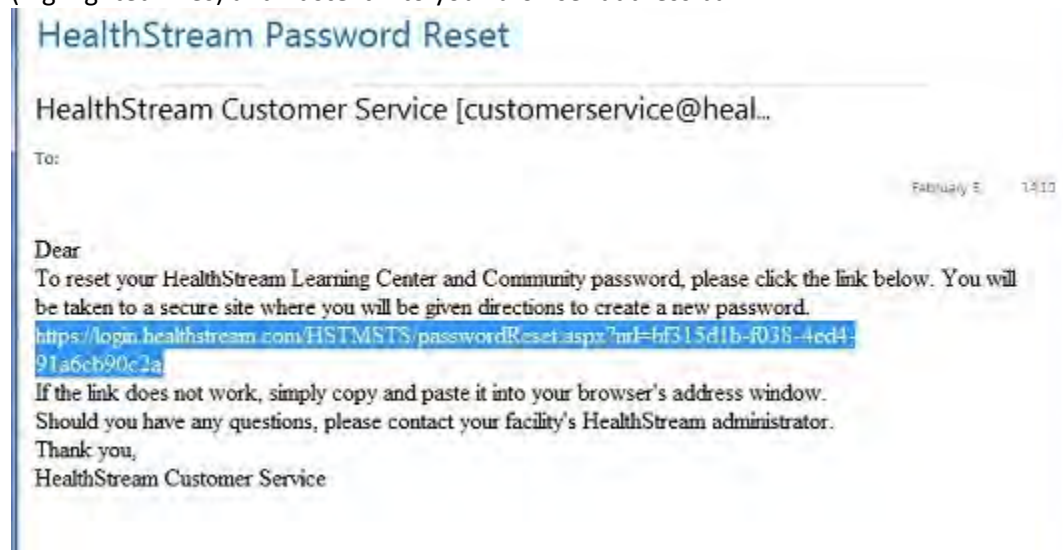 HealthStream Password Reset
HealthStream Customer Service [customerservice@heal...
To:
February
Dear
To reset your HealthStream Learning Center and Community password, please click the link below. You will
be taken to a secure site where you will be given directions to create a new password.
https://login.healthstream.com/HSTMSTS/passwordReset.aspx?url=bf315d1b-f038-4ed4-
91a6cb90c2a
If the link does not work, simply copy and paste it into your browser's address window.
Should you have any questions, please contact your facility's HealthStream administrator.
Thank you,
HealthStream Customer Service